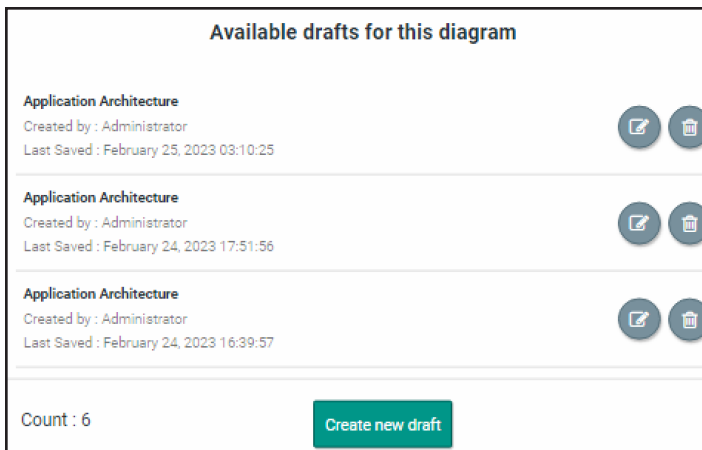 Available drafts for this diagram
Application Architecture
Created by : Administrator
Last Saved : February 25, 2023 03:10:25
Application Architecture
Created by : Administrator
Last Saved : February 24, 2023 17:51:56
Application Architecture
Created by : Administrator
Last Saved : February 24, 2023 16:39:57
Count : 6
Create new draft